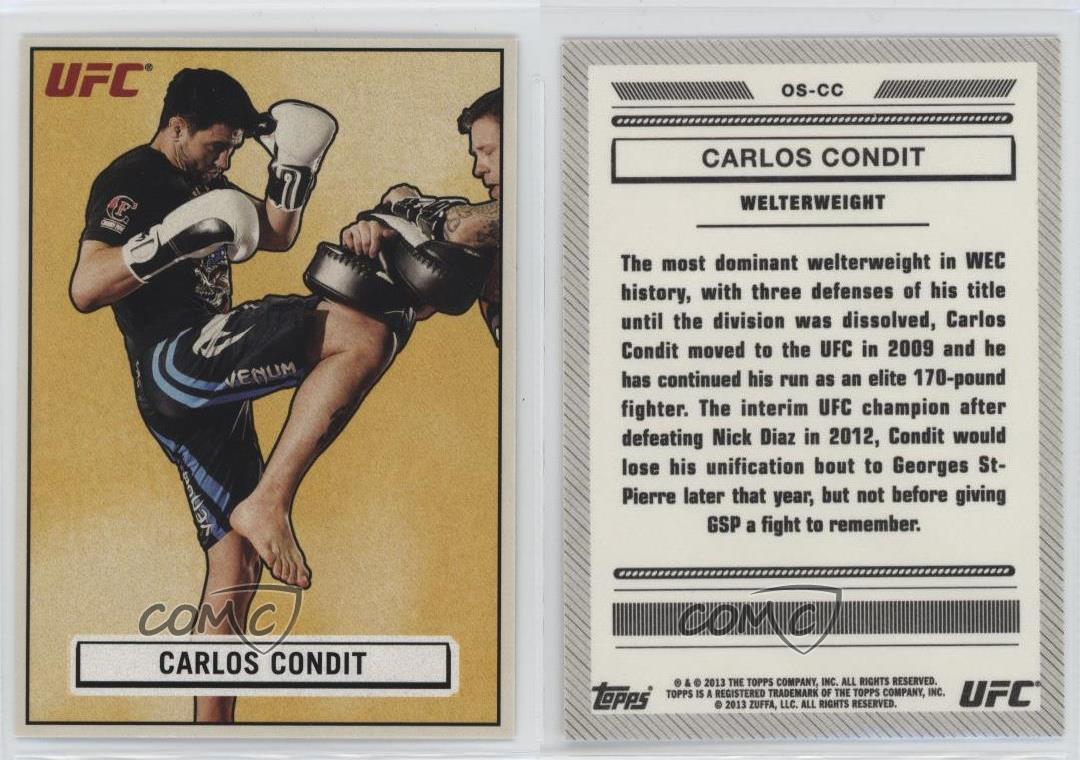 UFC®
VENUM
VENUM
COMC
CARLOS CONDIT
OS-CC
CARLOS CONDIT
WELTERWEIGHT
The most dominant welterweight in WEC
history, with three defenses of his title
until the division was dissolved, Carlos
Condit moved to the UFC in 2009 and he
has continued his run as an elite 170-pound
fighter. The interim UFC champion after
defeating Nick Diaz in 2012, Condit would
lose his unification bout to Georges St-
Pierre later that year, but not before giving
GSP a fight to remember.
COMC
topps®
® & © 2013 THE TOPPS COMPANY, INC. ALL RIGHTS RESERVED.
TOPPS IS A REGISTERED TRADEMARK OF THE TOPPS COMPANY, INC.
© 2013 ZUFFA, LLC. ALL RIGHTS RESERVED.
UFC®